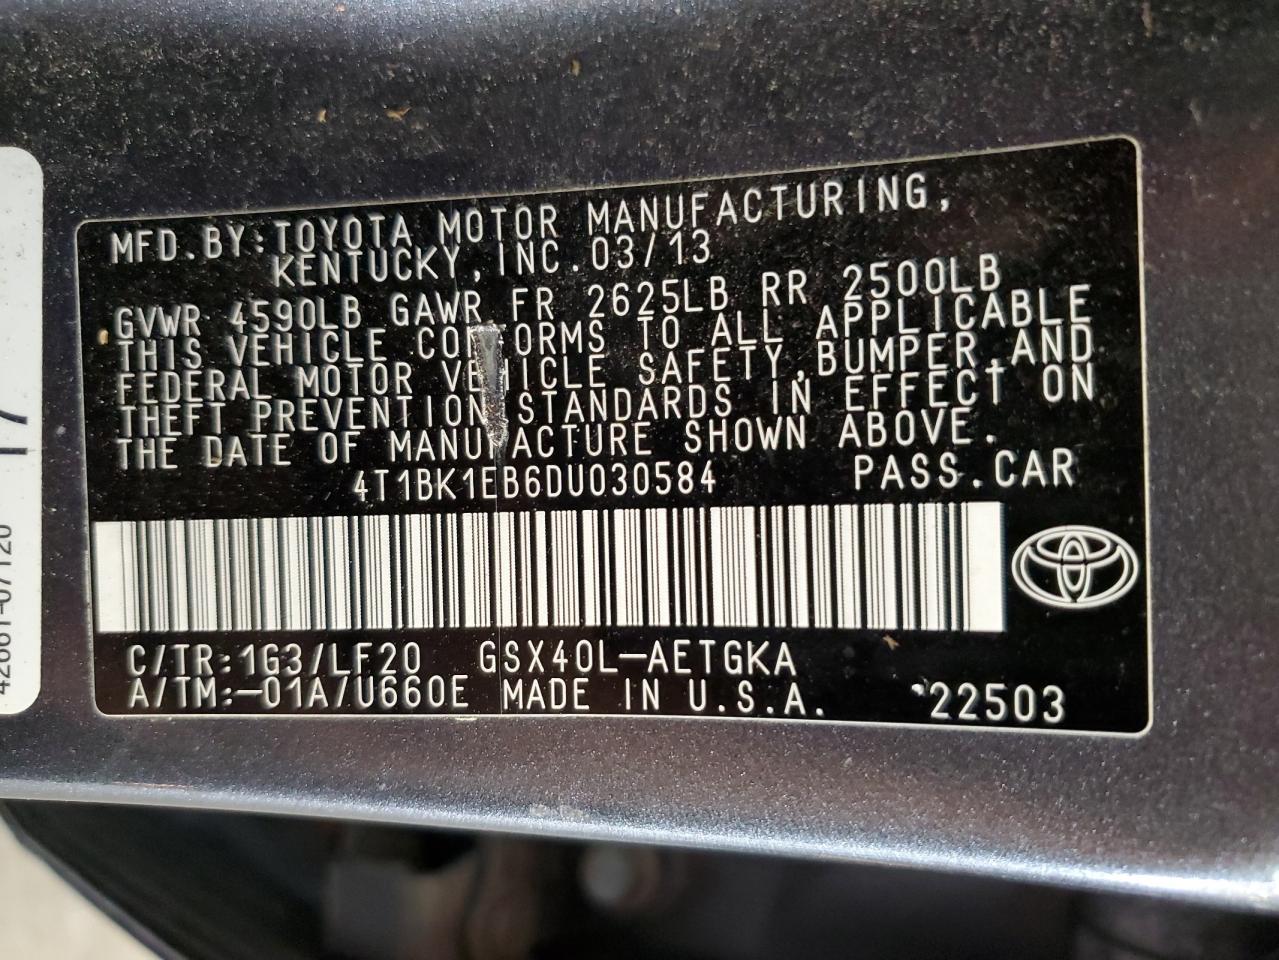 MFD.BY:TOYOTA MOTOR MANUFACTURING,
KENTUCKY,INC.03/13
GVWR 4590LB GAWR FR 2625LB RR 2500LB
THIS VEHICLE CONFORMS TO ALL APPLICABLE
FEDERAL MOTOR VEHICLE SAFETY,BUMPER,AND
THEFT PREVENTION STANDARDS IN EFFECT ON
THE DATE OF MANUFACTURE SHOWN ABOVE.
4T1BK1EB6DU030584 PASS.CAR
C/TR:1G3/LF20 GSX40L-AETGKA
A/TM:-01A/U660E MADE IN U.S.A. *22503